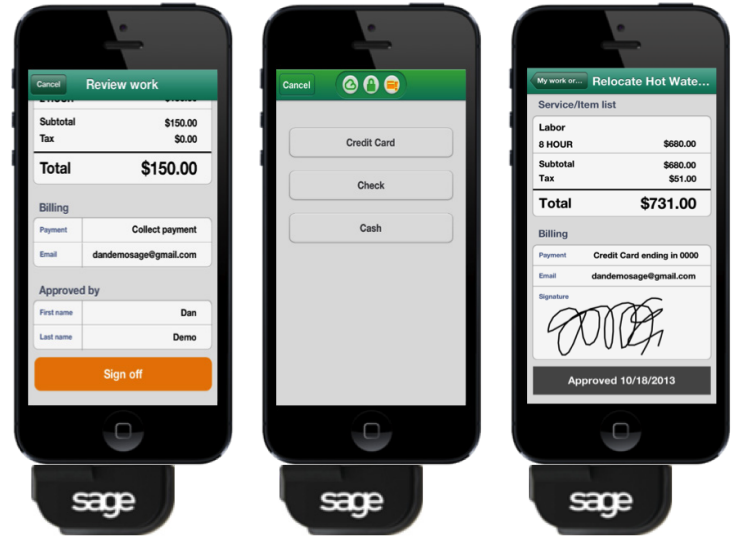 Cancel Review work
Subtotal $150.00
Tax $0.00
Total $150.00
Billing
Payment Collect payment
Email dandemosage@gmail.com
Approved by
First name Dan
Last name Demo
Sign off
sage
Cancel
Credit Card
Check
Cash
sage
My work or... Relocate Hot Wate...
Service/Item list
Labor
8 HOUR $680.00
Subtotal $680.00
Tax $51.00
Total $731.00
Billing
Payment Credit Card ending in 0000
Email dandemosage@gmail.com
Signature
Approved 10/18/2013
sage